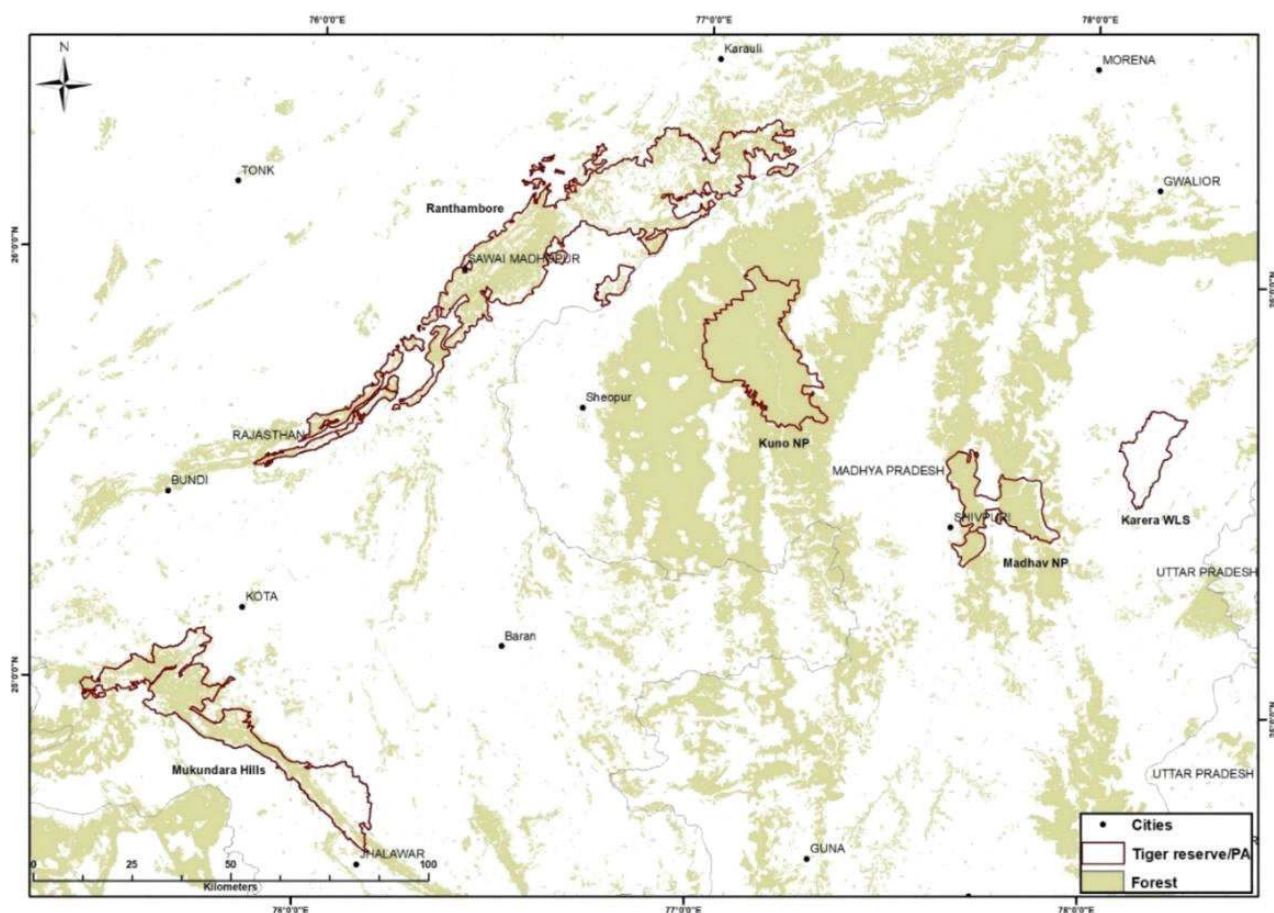 76°0'0"E 77°0'0"E 78°0'0"E
N
Karauli
MORENA
TONK
GWALIOR
Ranthambore
26°0'0"N
SAWAI MADHOPUR
Sheopur
RAJASTHAN
Kuno NP
MADHYA PRADESH
BUNDI
Karera WLS
SHIVPURI
Madhav NP
UTTAR PRADESH
KOTA
Baran
25°0'0"N
Mukundara Hills
UTTAR PRADESH
GUNA
JHALAWAR
0 25 50 100
Kilometers
Cities
Tiger reserve/PA
Forest
76°0'0"E 77°0'0"E 78°0'0"E